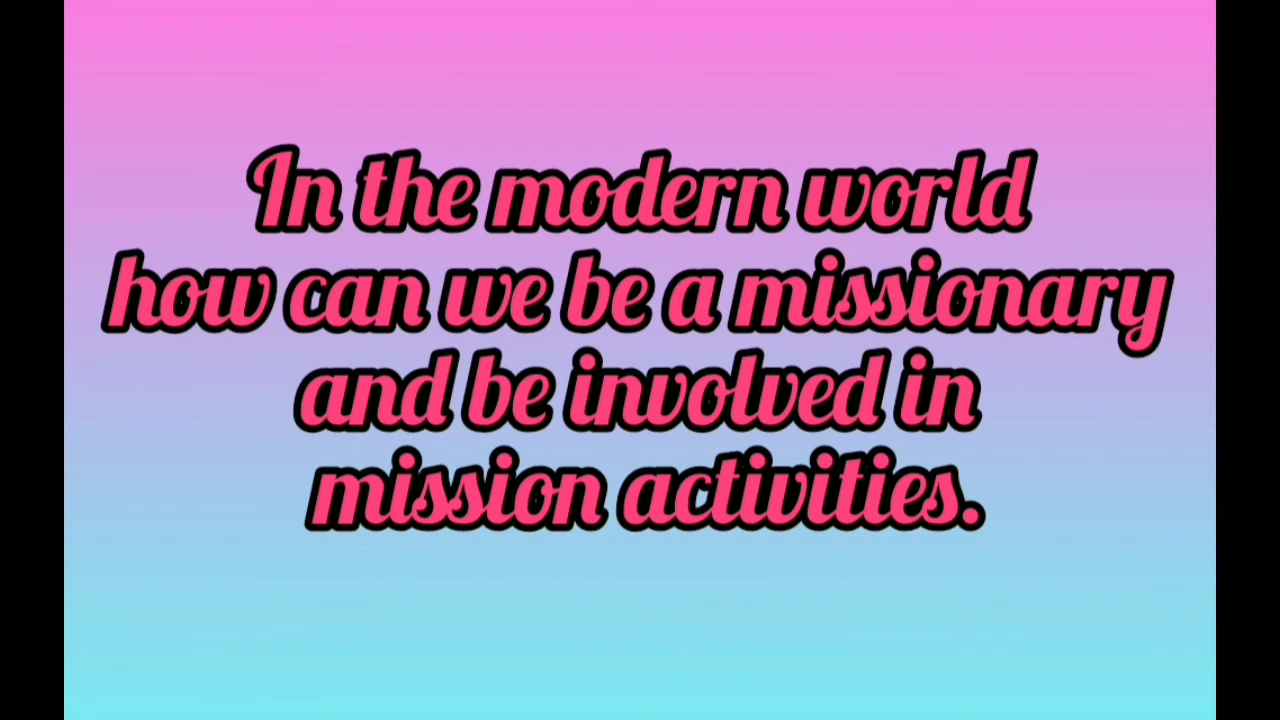 In the modern world
how can we be a missionary
and be involved in
mission activities.